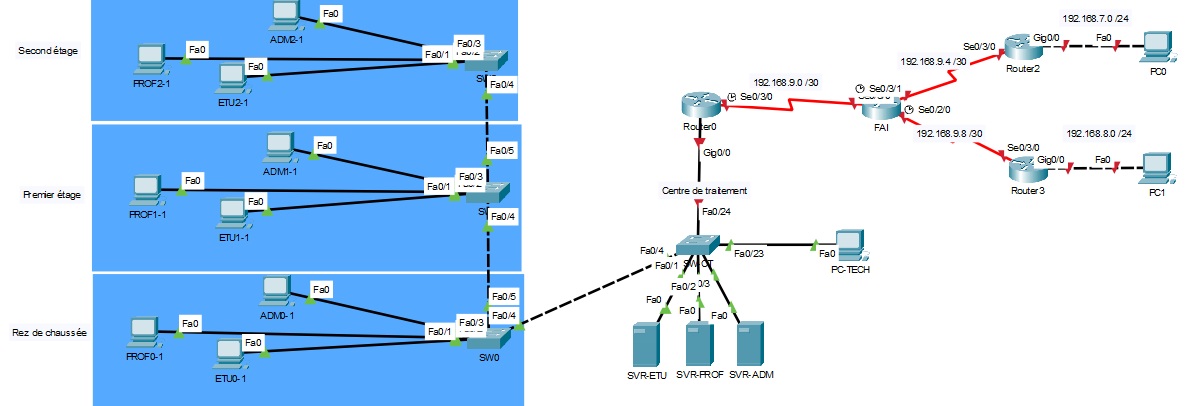 Second étage
Fa0
ADM2-1
Fa0
PROF2-1
Fa0
ETU2-1
Fa0/3
Fa0/1
Fa0/4
Premier étage
Fa0
ADM1-1
Fa0
PROF1-1
Fa0
ETU1-1
Fa0/5
Fa0/3
Fa0/1
Fa0/4
Rez de chaussée
Fa0
ADM0-1
Fa0
PROF0-1
Fa0
ETU0-1
Fa0/5
Fa0/4
Fa0/3
Fa0/1
SW0
192.168.9.0 /30
Se0/3/0
Router0
Gig0/0
Centre de traitement
Fa0/24
Fa0/4
Fa0/1
Fa0/2
Fa0/23
Fa0
PC-TECH
Fa0
Fa0
Fa0
SVR-ETU
SVR-PROF
SVR-ADM
Se0/3/1
Se0/2/0
FAI
192.168.9.4 /30
Se0/3/0
Router2
Gig0/0
192.168.7.0 /24
Fa0
PC0
192.168.9.8 /30
Se0/3/0
Router3
Gig0/0
192.168.8.0 /24
Fa0
PC1